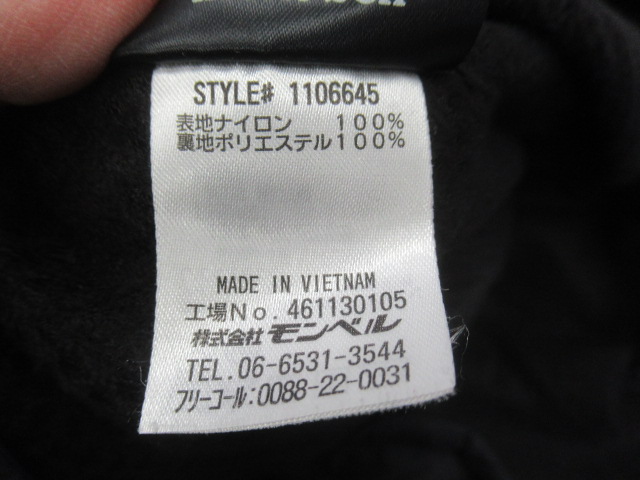 STYLE# 1106645
表地ナイロン 100%
裏地ポリエステル100%
MADE IN VIETNAM
工場No. 461130105
株式会社 モンベル
TEL. 06-6531-3544
フリーコール:0088-22-0031